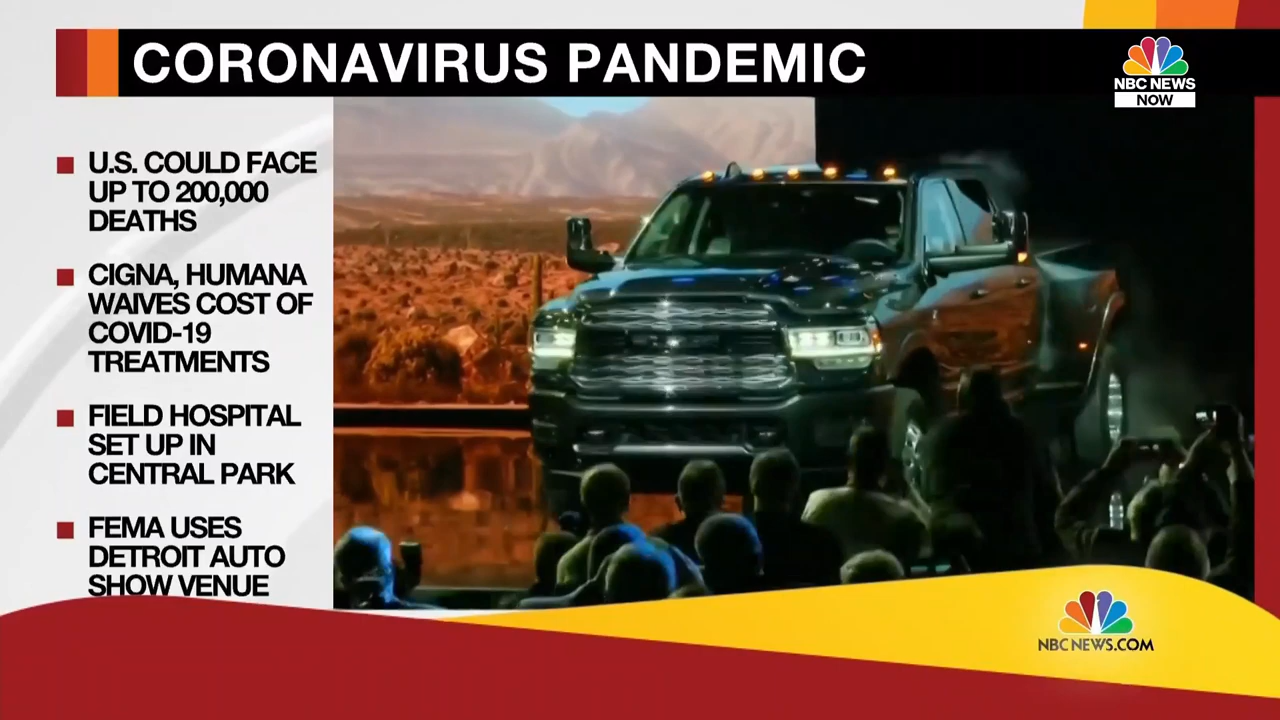 CORONAVIRUS PANDEMIC
NBC NEWS
NOW
U.S. COULD FACE
UP TO 200,000
DEATHS
CIGNA, HUMANA
WAIVES COST OF
COVID-19
TREATMENTS
FIELD HOSPITAL
SET UP IN
CENTRAL PARK
FEMA USES
DETROIT AUTO
SHOW VENUE
NBCNEWS.COM